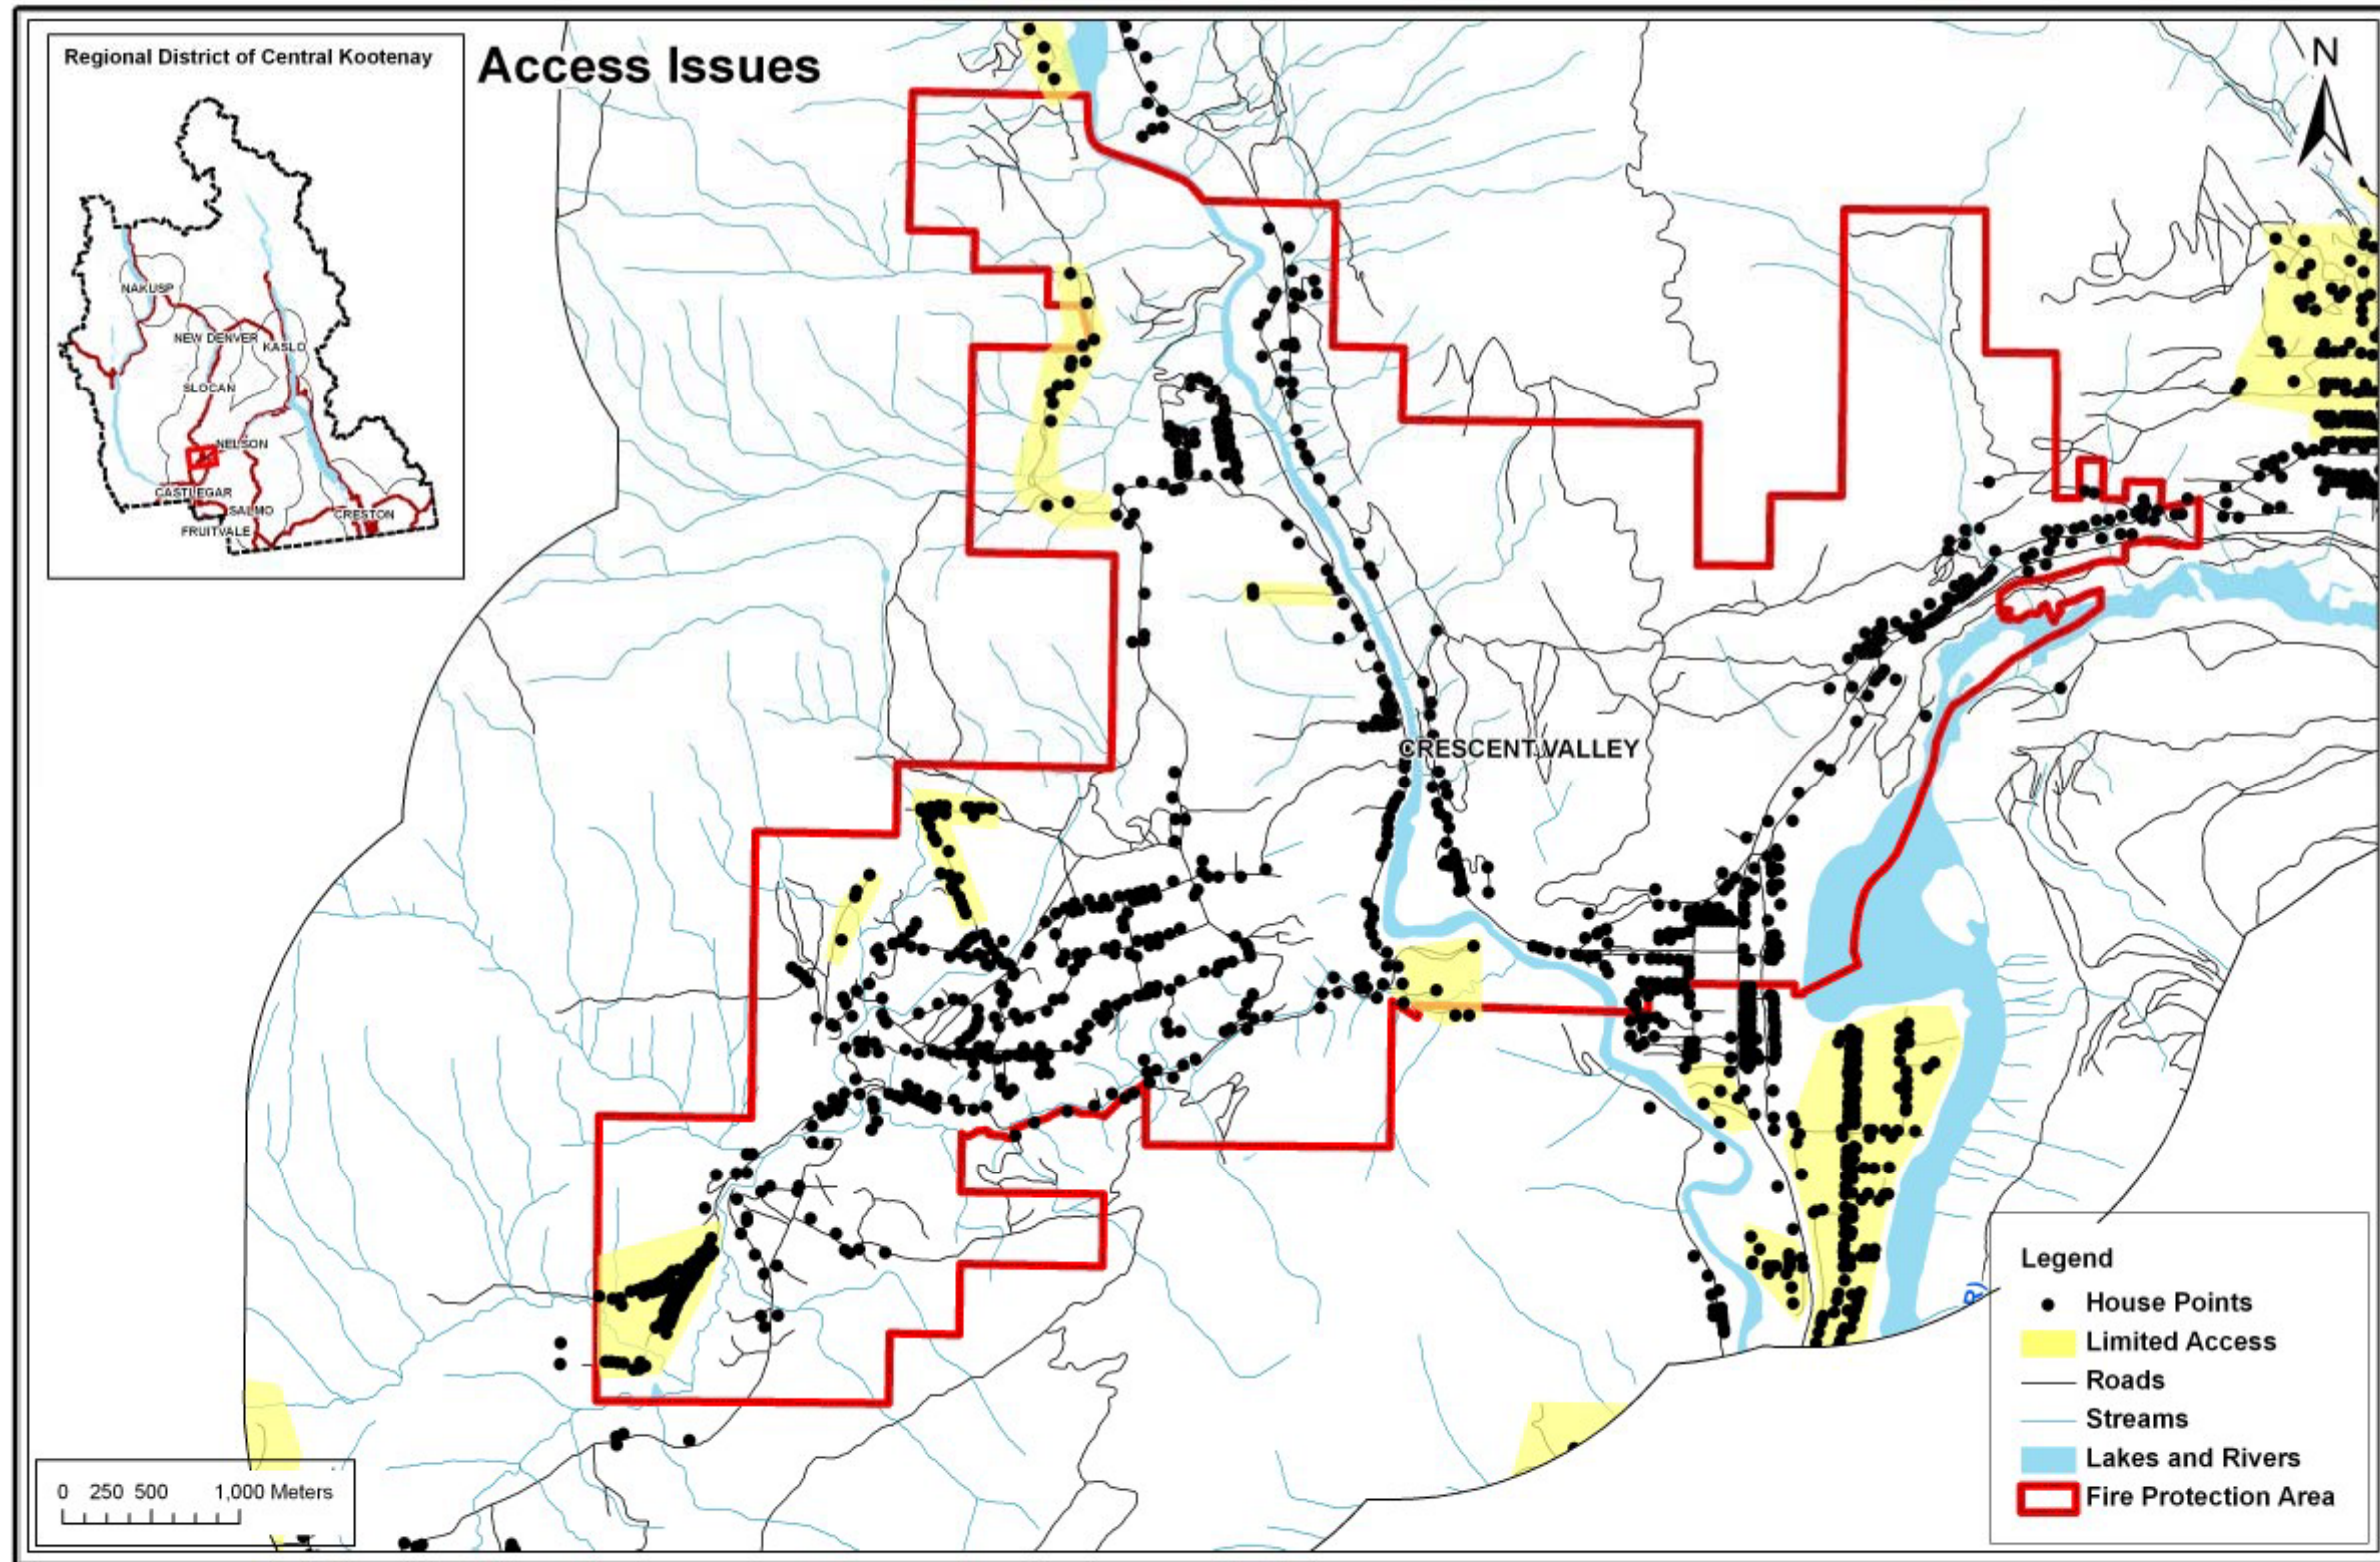 Regional District of Central Kootenay
Access Issues
N
NAKUSP
NEW DENVER
KASLO
SLOCAN
NELSON
CASTLEGAR
SALMO
CRESTON
FRUITVALE
CRESCENT VALLEY
Legend
House Points
Limited Access
Roads
Streams
Lakes and Rivers
Fire Protection Area
R)
0 250 500 1,000 Meters